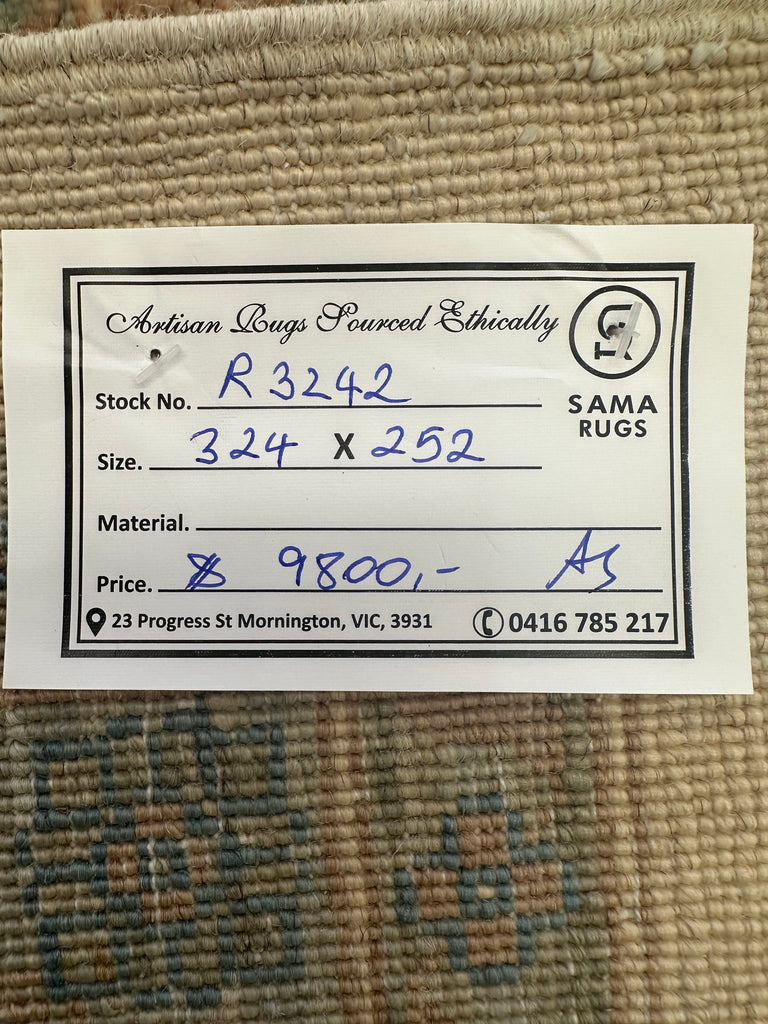 Artisan Rugs Sourced Ethically
SAMA
RUGS
Stock No. R 3242
Size. 324 X 252
Material.
Price. $ 9800,- AS
23 Progress St Mornington, VIC, 3931 0416 785 217